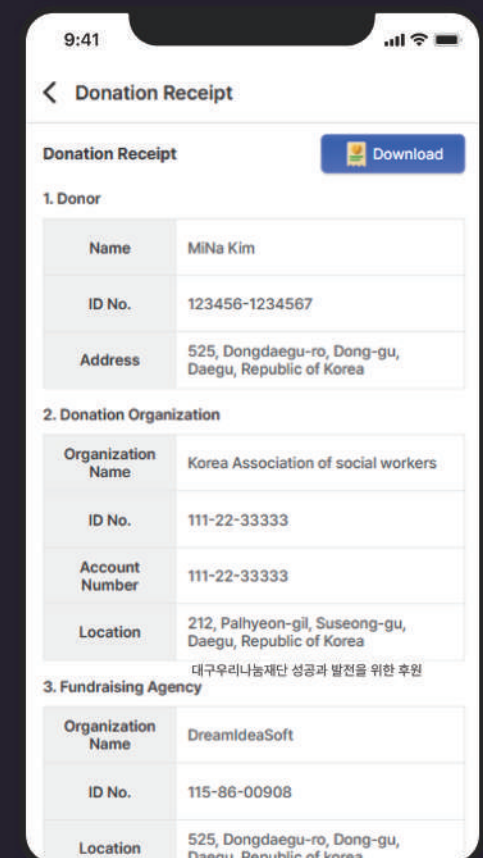 9:41
Donation Receipt
Donation Receipt
Download
1. Donor
Name
MiNa Kim
ID No.
123456-1234567
Address
525, Dongdaegu-ro, Dong-gu,
Daegu, Republic of Korea
2. Donation Organization
Organization
Name
Korea Association of social workers
ID No.
111-22-33333
Account
Number
111-22-33333
Location
212, Palhyeon-gil, Suseong-gu,
Daegu, Republic of Korea
대구우리나눔재단 성공과 발전을 위한 후원
3. Fundraising Agency
Organization
Name
DreamIdeaSoft
ID No.
115-86-00908
Location
525, Dongdaegu-ro, Dong-gu,
Daegu, Republic of korea